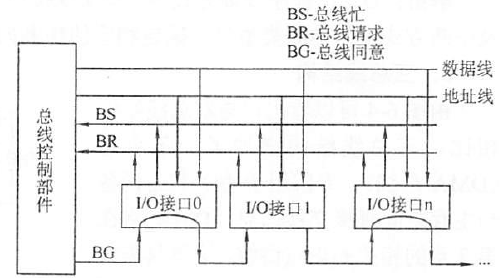 BS-总线忙
BR-总线请求
BG-总线同意
数据线
地址线
BS
BR
总线控制部件
I/O接口0
I/O接口1
I/O接口n
BG
...